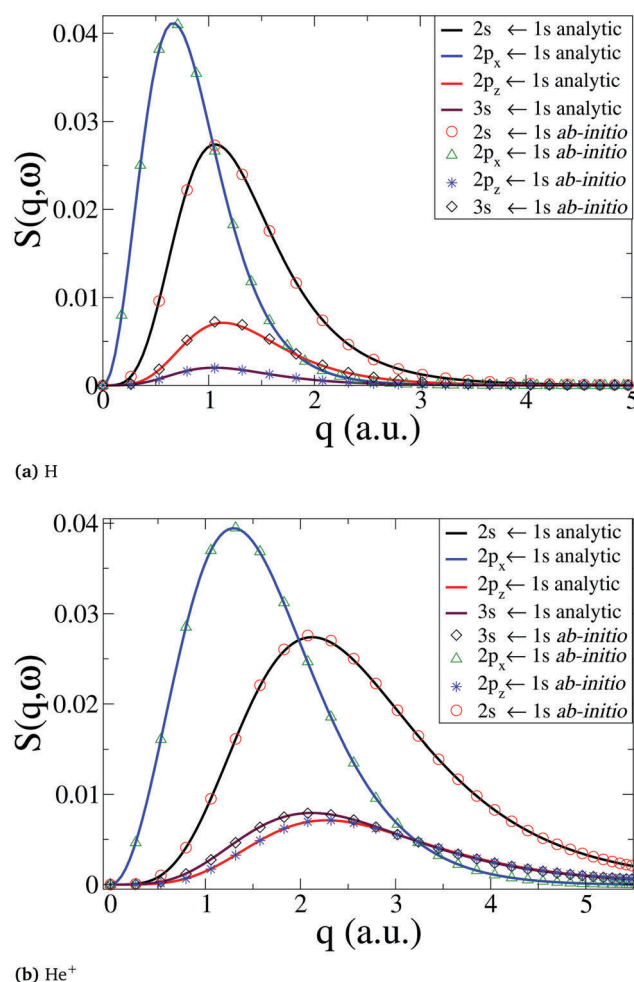 0.04
0.03
0.02
0.01
0
S(q,ω)
2s ← 1s analytic
2pₓ ← 1s analytic
2p_z ← 1s analytic
3s ← 1s analytic
2s ← 1s ab-initio
2pₓ ← 1s ab-initio
2p_z ← 1s ab-initio
3s ← 1s ab-initio
0 1 2 3 4 5
q (a.u.)
(a) H
0.04
0.03
0.02
0.01
0
S(q,ω)
2s ← 1s analytic
2pₓ ← 1s analytic
2p_z ← 1s analytic
3s ← 1s analytic
3s ← 1s ab-initio
2pₓ ← 1s ab-initio
2p_z ← 1s ab-initio
2s ← 1s ab-initio
0 1 2 3 4 5
q (a.u.)
(b) He⁺